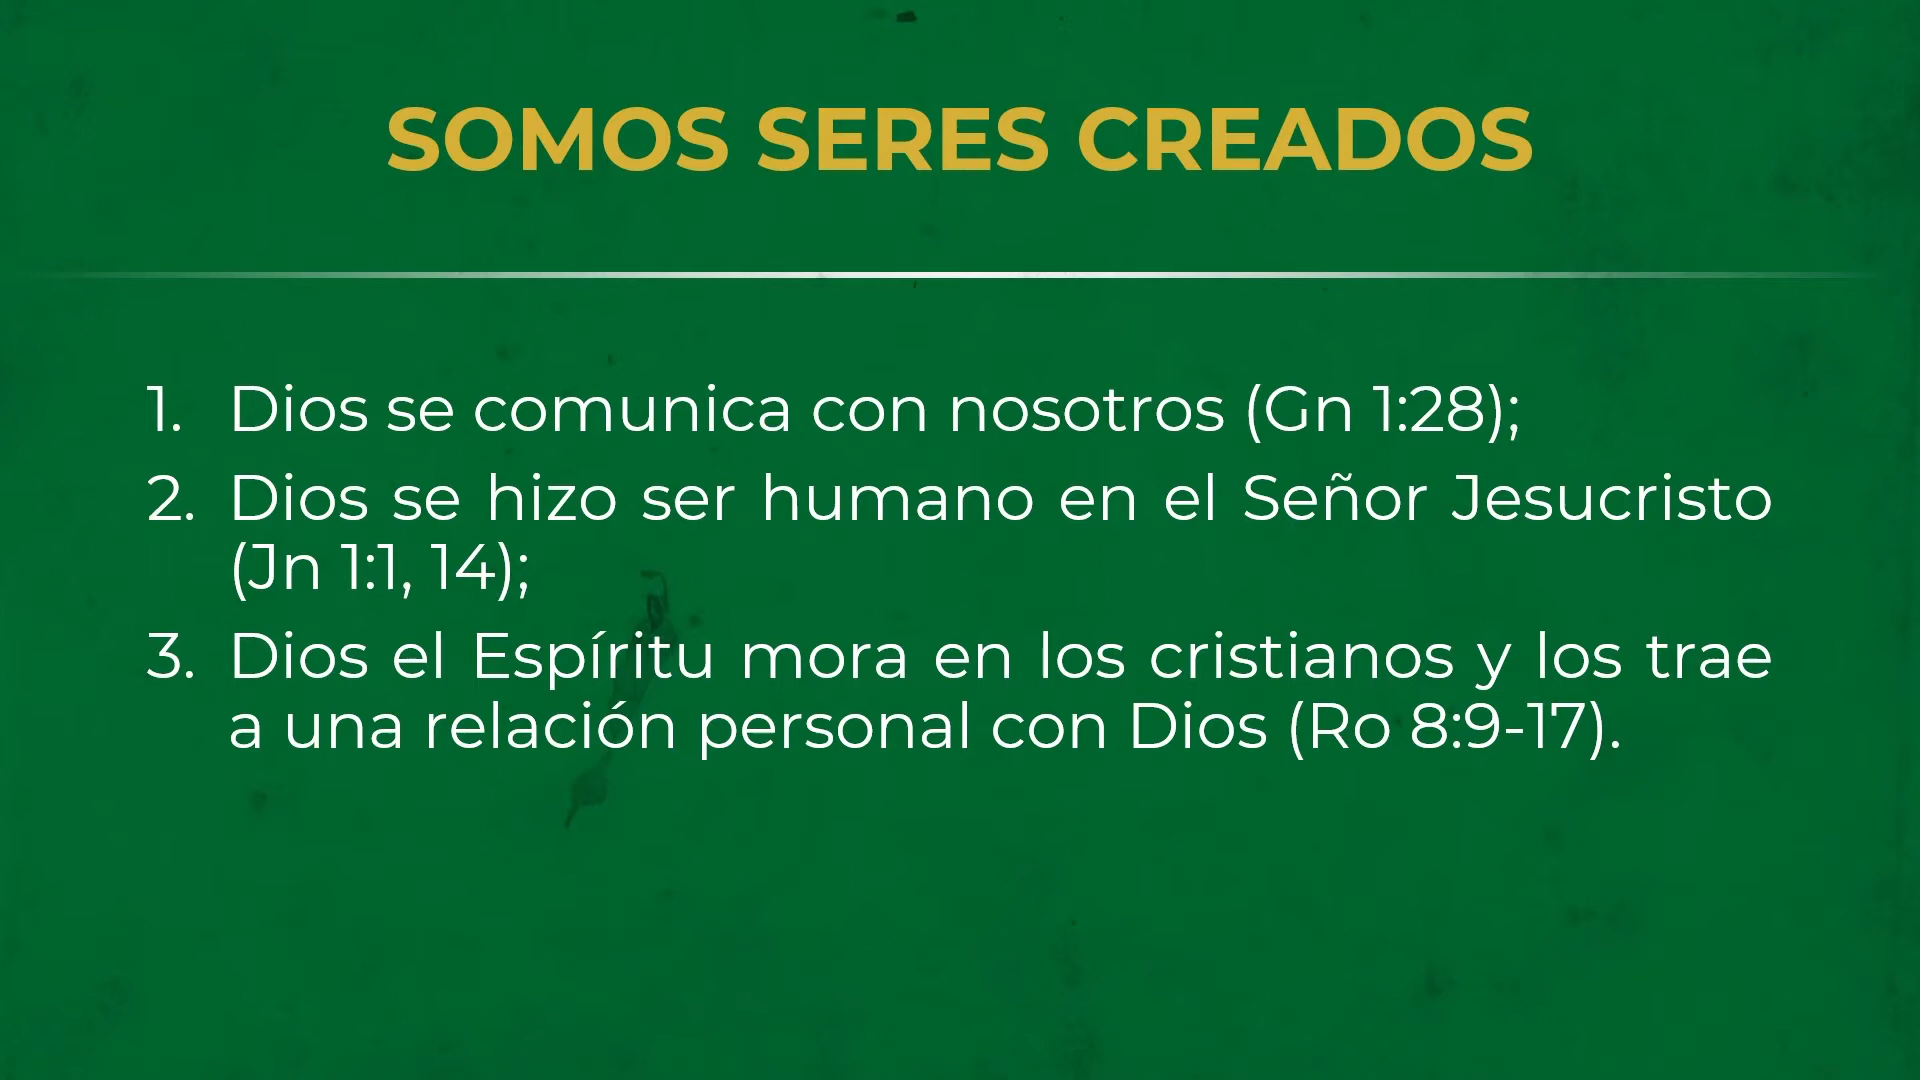 SOMOS SERES CREADOS
1. Dios se comunica con nosotros (Gn 1:28);
2. Dios se hizo ser humano en el Señor Jesucristo
(Jn 1:1, 14);
3. Dios el Espíritu mora en los cristianos y los trae
a una relación personal con Dios (Ro 8:9-17).